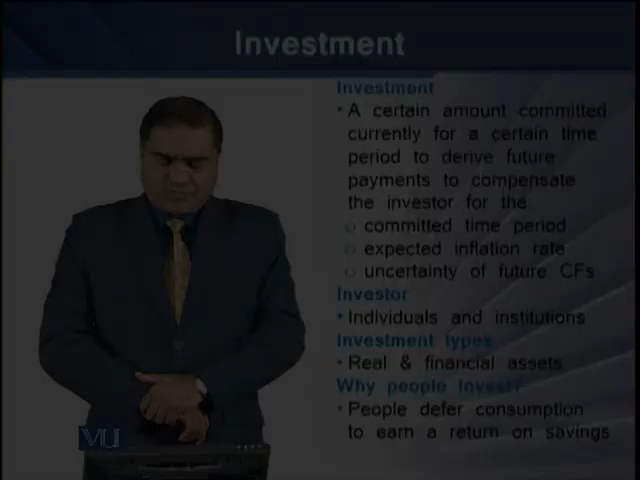 Investment
Investment
• A certain amount committed
currently for a certain time
period to derive future
payments to compensate
the investor for the
o committed time period
o expected inflation rate
o uncertainty of future CFs
Investor
• Individuals and institutions
Investment types
• Real & financial assets
Why people Invest?
• People defer consumption
to earn a return on savings
VU